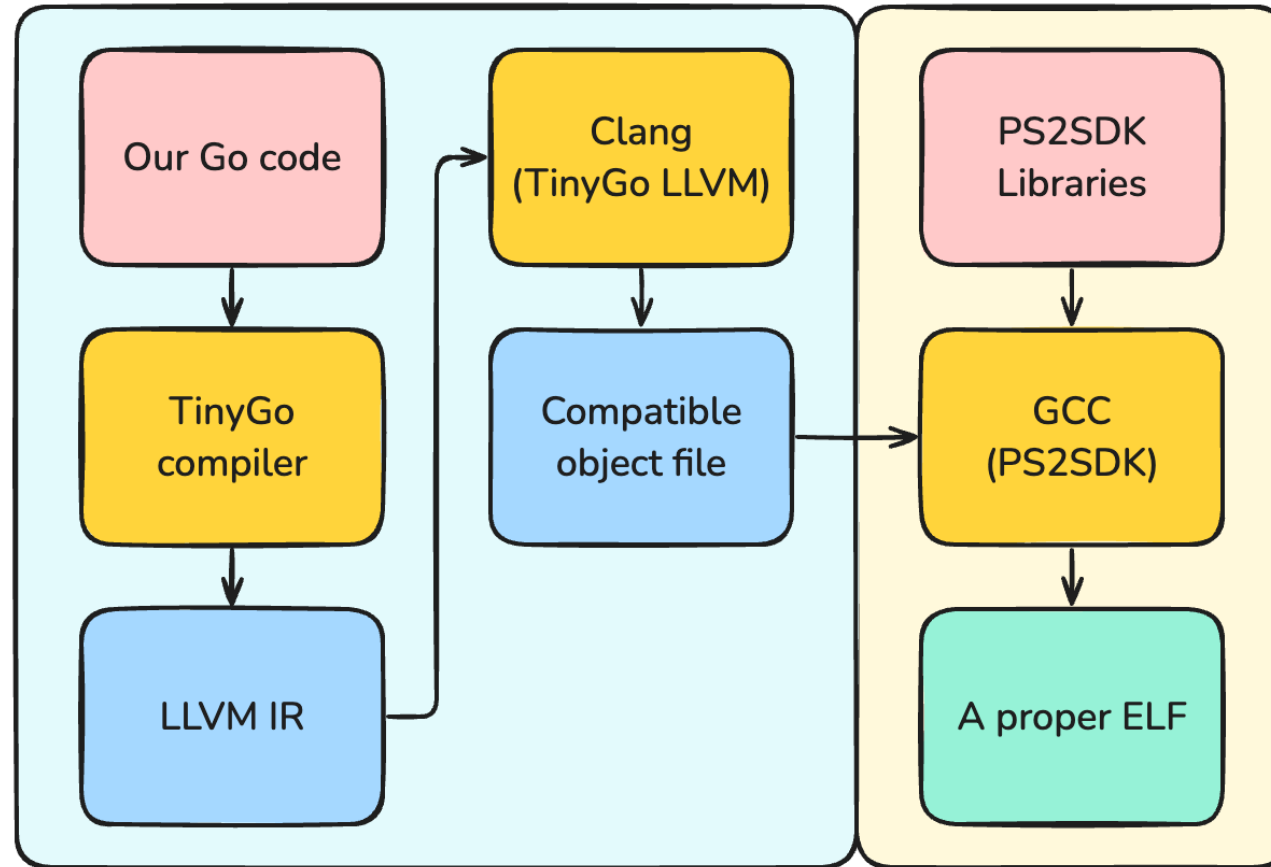 Our Go code
TinyGo
compiler
LLVM IR
Clang
(TinyGo LLVM)
Compatible
object file
PS2SDK
Libraries
GCC
(PS2SDK)
A proper ELF